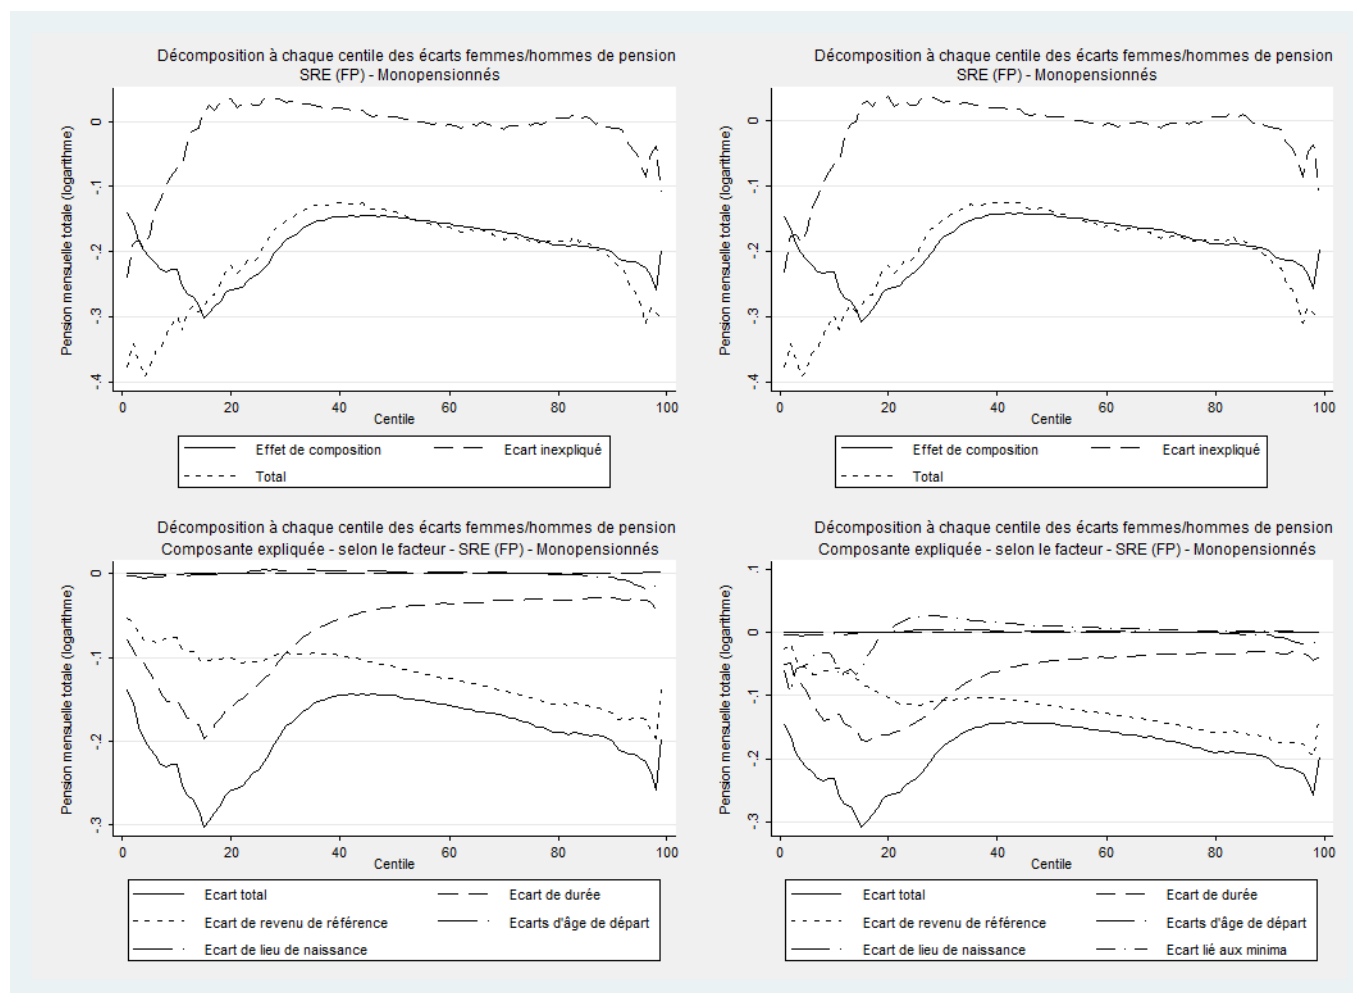 Décomposition à chaque centile des écarts femmes/hommes de pension
SRE (FP) - Monopensionnés
Pension mensuelle totale (logarithme)
0
-.1
-.2
-.3
-.4
0 20 40 60 80 100
Centile
Effet de composition
Ecart inexpliqué
Total
Décomposition à chaque centile des écarts femmes/hommes de pension
SRE (FP) - Monopensionnés
Pension mensuelle totale (logarithme)
0
-.1
-.2
-.3
-.4
0 20 40 60 80 100
Centile
Effet de composition
Ecart inexpliqué
Total
Décomposition à chaque centile des écarts femmes/hommes de pension
Composante expliquée - selon le facteur - SRE (FP) - Monopensionnés
Pension mensuelle totale (logarithme)
0
-.1
-.2
-.3
0 20 40 60 80 100
Centile
Ecart total
Ecart de durée
Ecart de revenu de référence
Ecarts d'âge de départ
Ecart de lieu de naissance
Décomposition à chaque centile des écarts femmes/hommes de pension
Composante expliquée - selon le facteur - SRE (FP) - Monopensionnés
Pension mensuelle totale (logarithme)
.1
0
-.1
-.2
-.3
0 20 40 60 80 100
Centile
Ecart total
Ecart de durée
Ecart de revenu de référence
Ecarts d'âge de départ
Ecart de lieu de naissance
Ecart lié aux minima